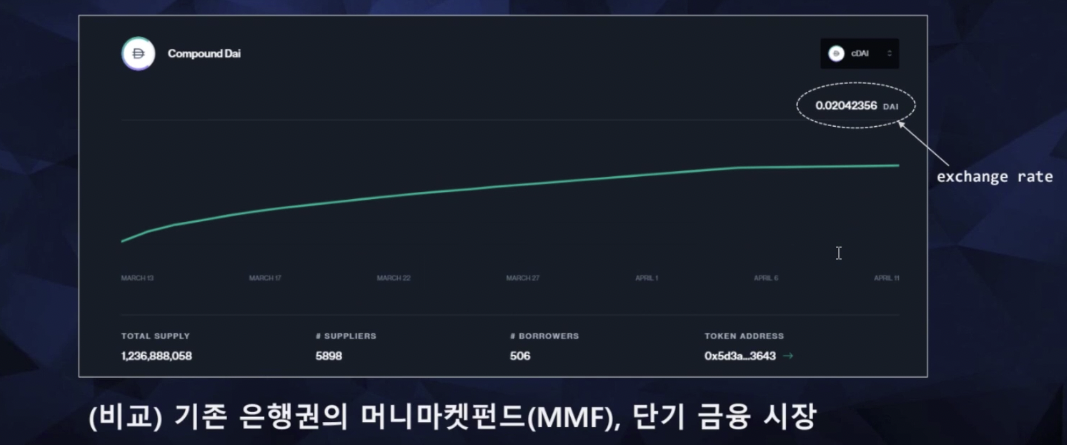 Compound Dai
cDAI
0.02042356 DAI
exchange rate
MARCH 13 MARCH 17 MARCH 22 MARCH 27 APRIL 1 APRIL 6 APRIL 11
TOTAL SUPPLY # SUPPLIERS # BORROWERS TOKEN ADDRESS
1,236,888,058 5898 506 0x5d3a...3643 →
(비교) 기존 은행권의 머니마켓펀드(MMF), 단기 금융 시장